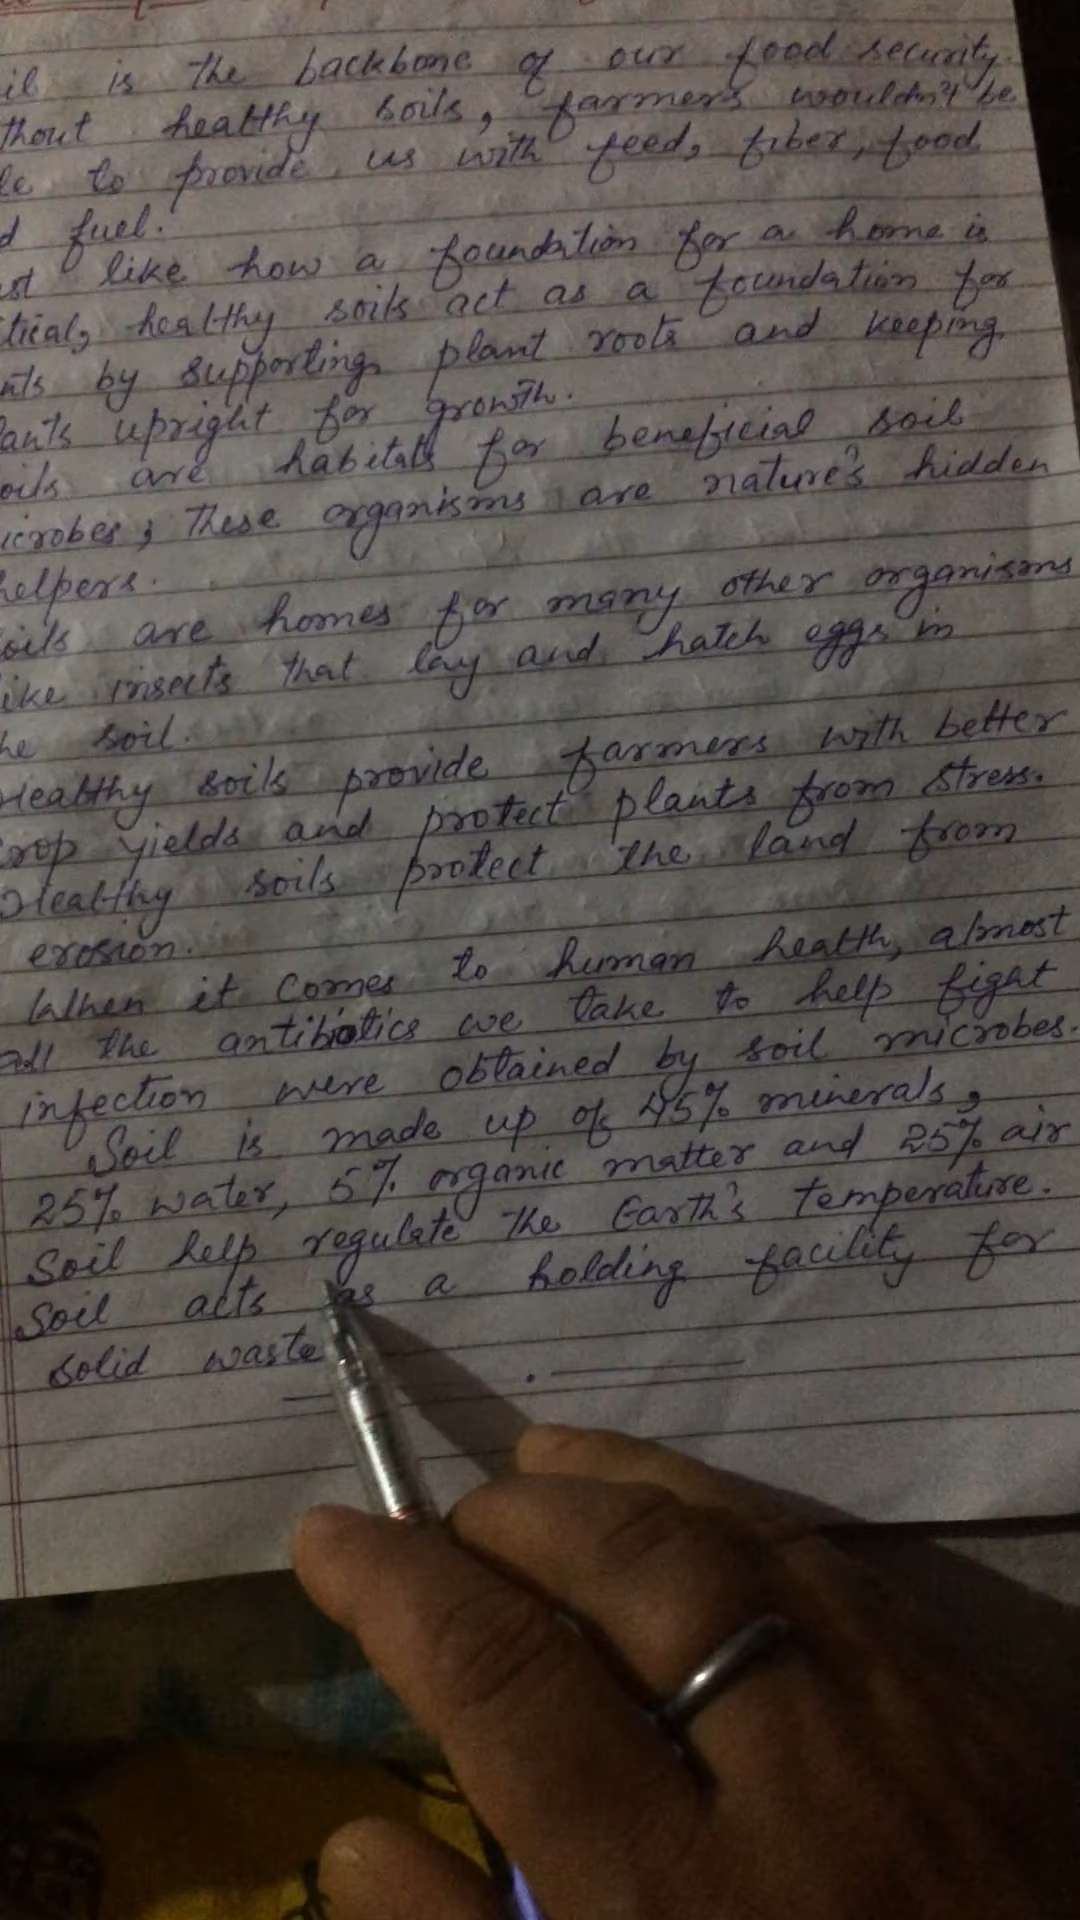 il is the backbone of our food security.
thout healthy soils, farmers wouldn't be
le to provide us with feed, fiber, food
d fuel.
st like how a foundation for a home is
tical, healthy soils act as a foundation for
nts by supporting plant roots and keeping
lants upright for growth.
oils are habitats for beneficial soil
icrobes; these organisms are nature's hidden
helpers.
oils are homes for many other organisms
ike insects that lay and hatch eggs in
he soil.
Healthy soils provide farmers with better
crop yields and protect plants from stress.
Healthy soils protect the land from
erosion.
When it comes to human health, almost
all the antibiotics we take to help fight
infection were obtained by soil microbes.
Soil is made up of 45% minerals,
25% water, 5% organic matter and 25% air
Soil help regulate the Earth's temperature.
Soil acts as a holding facility for
solid waste